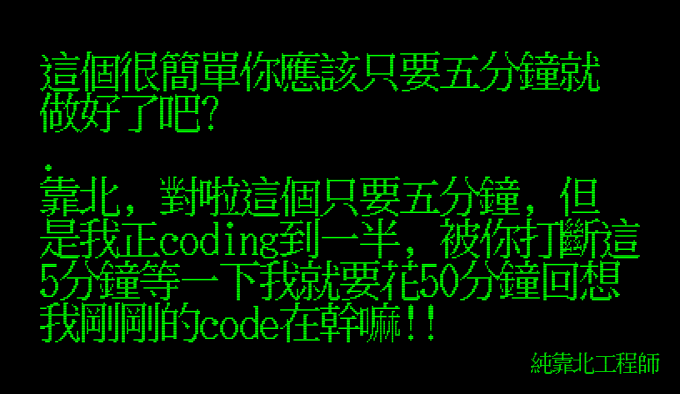 這個很簡單你應該只要五分鐘就
做好了吧?
.
靠北, 對啦這個只要五分鐘, 但
是我正coding到一半, 被你打斷這
5分鐘等一下我就要花50分鐘回想
我剛剛的code在幹嘛!!
純靠北工程師